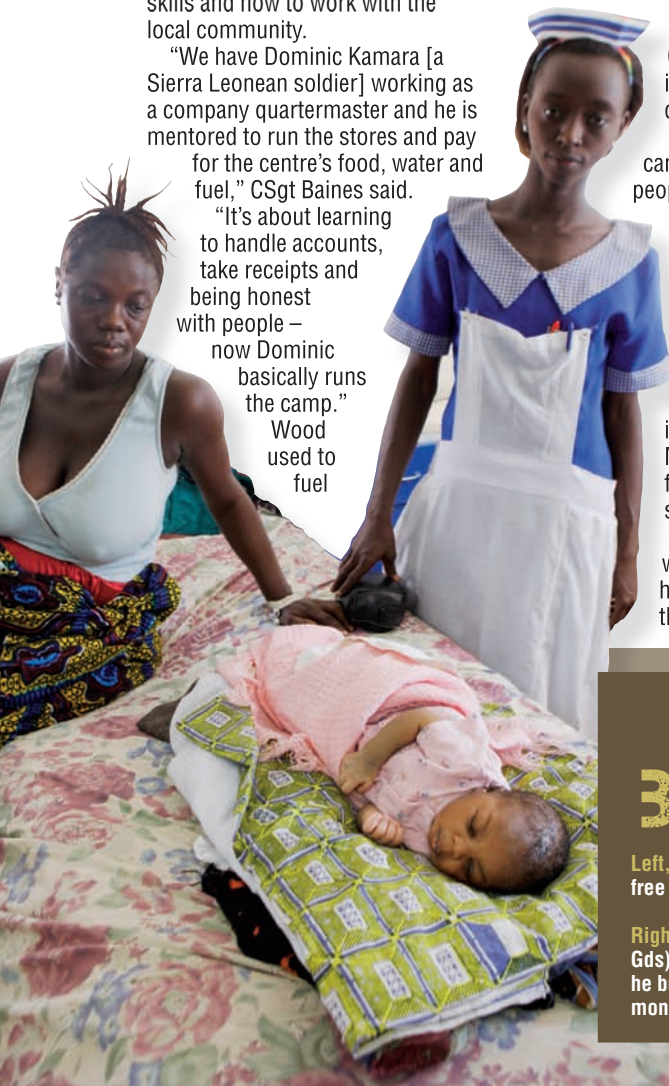 skills and how to work with the
local community.
“We have Dominic Kamara [a
Sierra Leonean soldier] working as
a company quartermaster and he is
mentored to run the stores and pay
for the centre’s food, water and
fuel,” CSgt Baines said.
“It’s about learning
to handle accounts,
take receipts and
being honest
with people –
now Dominic
basically runs
the camp.”
Wood
used to
fuel
3
Left,
free
Gds)